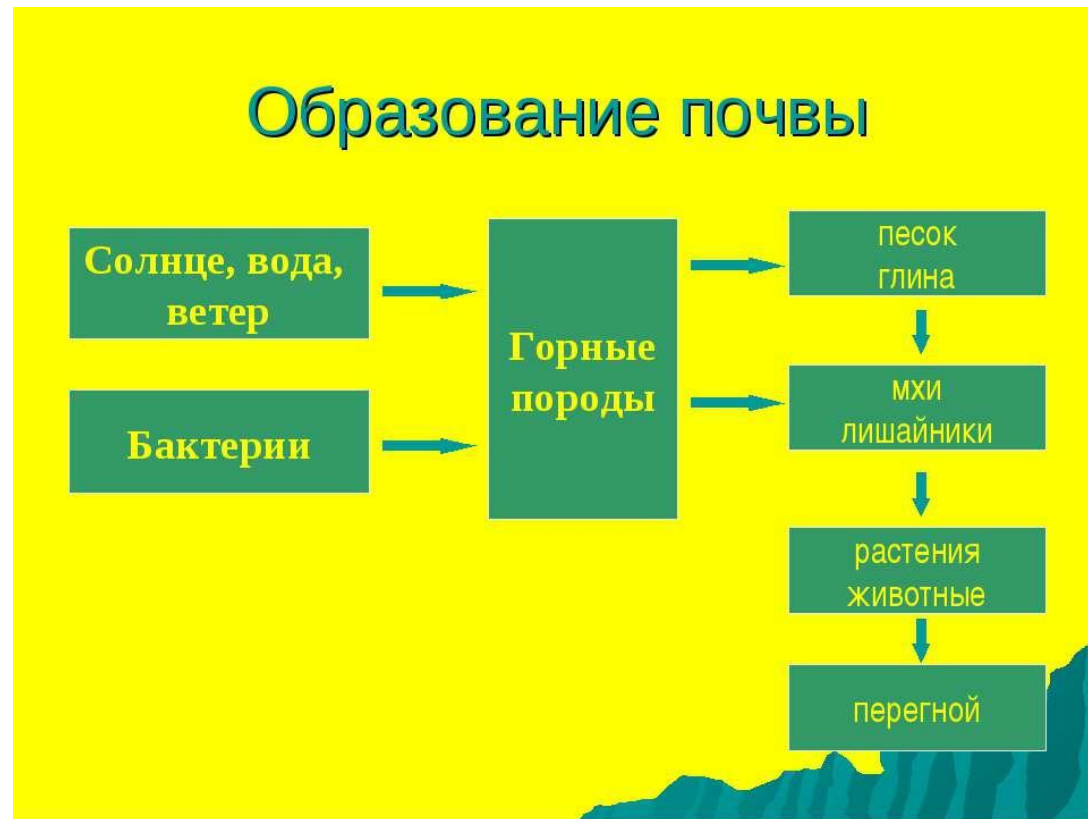 Образование почвы
Солнце, вода,
ветер
Бактерии
Горные
породы
песок
глина
мхи
лишайники
растения
животные
перегной